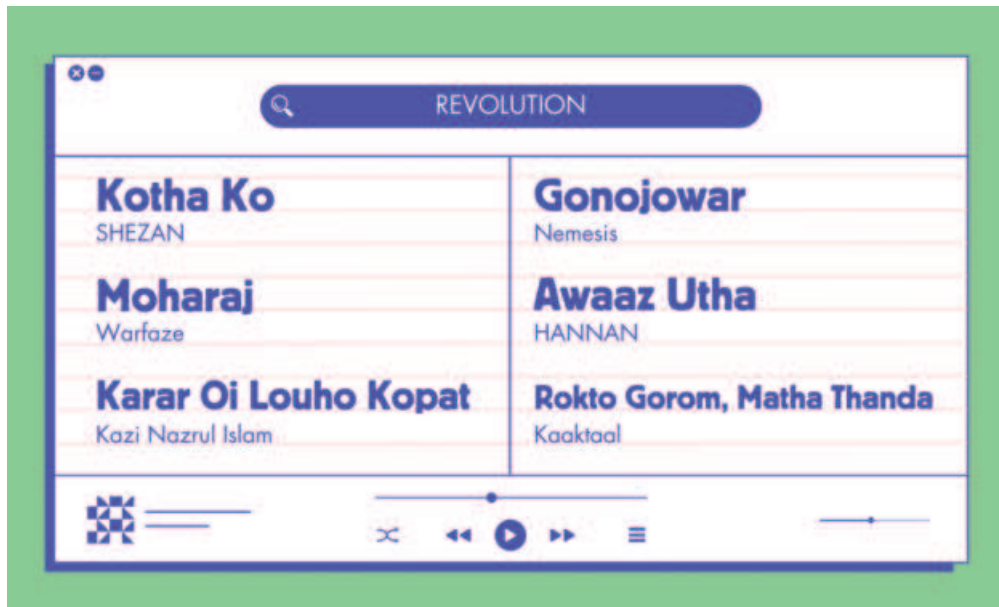 REVOLUTION
Kotha Ko
SHEZAN
Moharaj
Warfaze
Karar Oi Louho Kopat
Kazi Nazrul Islam
Gonojowar
Nemesis
Awaaz Utha
HANNAN
Rokto Gorom, Matha Thanda
Kaaktaal